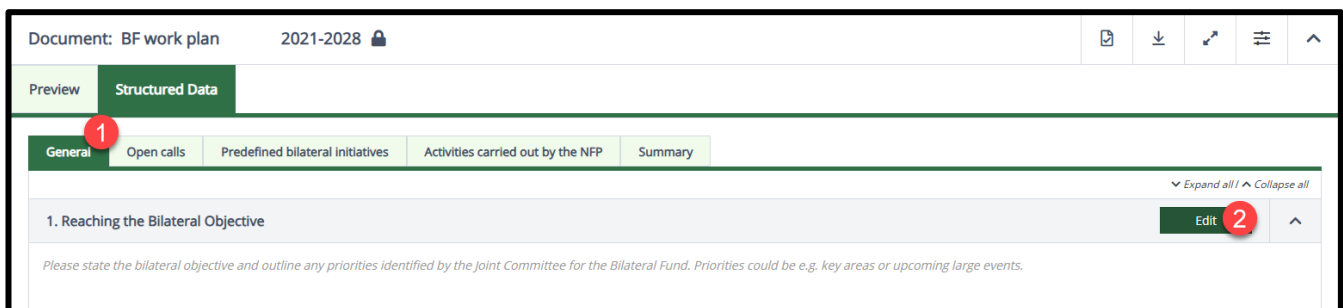 Document: BF work plan 2021-2028
Preview Structured Data
1
General Open calls Predefined bilateral initiatives Activities carried out by the NFP Summary
Expand all / Collapse all
1. Reaching the Bilateral Objective Edit 2
Please state the bilateral objective and outline any priorities identified by the Joint Committee for the Bilateral Fund. Priorities could be e.g. key areas or upcoming large events.